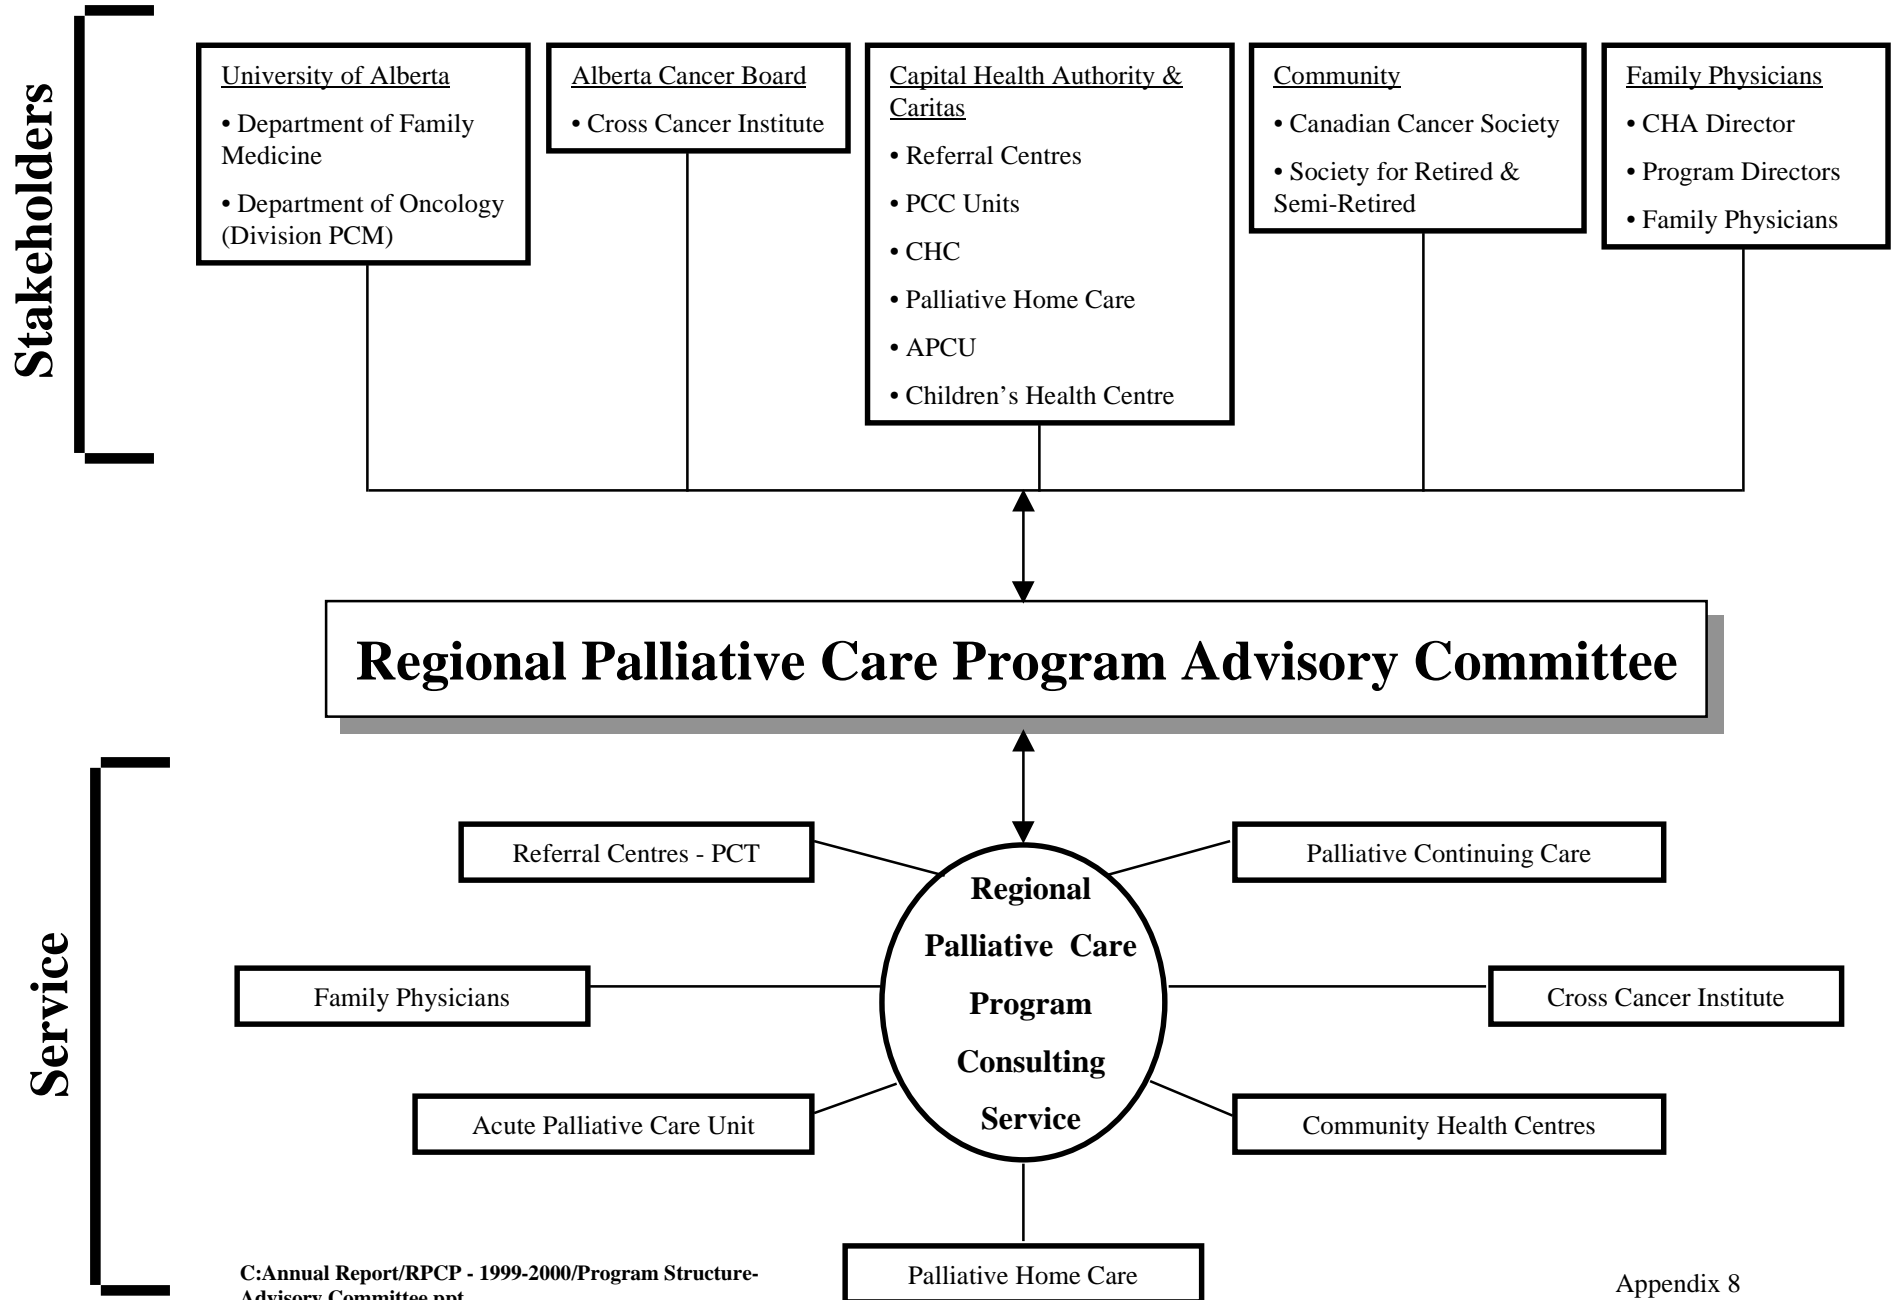 Stakeholders
University of Alberta
• Department of Family
Medicine
• Department of Oncology
(Division PCM)
Alberta Cancer Board
• Cross Cancer Institute
Capital Health Authority &
Caritas
• Referral Centres
• PCC Units
• CHC
• Palliative Home Care
• APCU
• Children’s Health Centre
Community
• Canadian Cancer Society
• Society for Retired &
Semi-Retired
Family Physicians
• CHA Director
• Program Directors
• Family Physicians
Regional Palliative Care Program Advisory Committee
Service
Referral Centres - PCT
Palliative Continuing Care
Regional
Palliative Care
Program
Consulting
Service
Family Physicians
Cross Cancer Institute
Acute Palliative Care Unit
Community Health Centres
Palliative Home Care
C:Annual Report/RPCP - 1999-2000/Program Structure-
Advisory Committee.ppt
Appendix 8